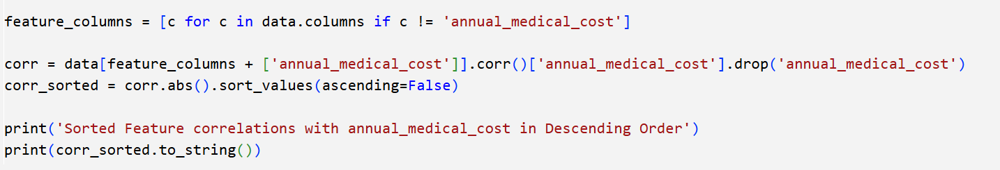 feature_columns = [c for c in data.columns if c != 'annual_medical_cost']
corr = data[feature_columns + ['annual_medical_cost']].corr()['annual_medical_cost'].drop('annual_medical_cost')
corr_sorted = corr.abs().sort_values(ascending=False)
print('Sorted Feature correlations with annual_medical_cost in Descending Order')
print(corr_sorted.to_string())